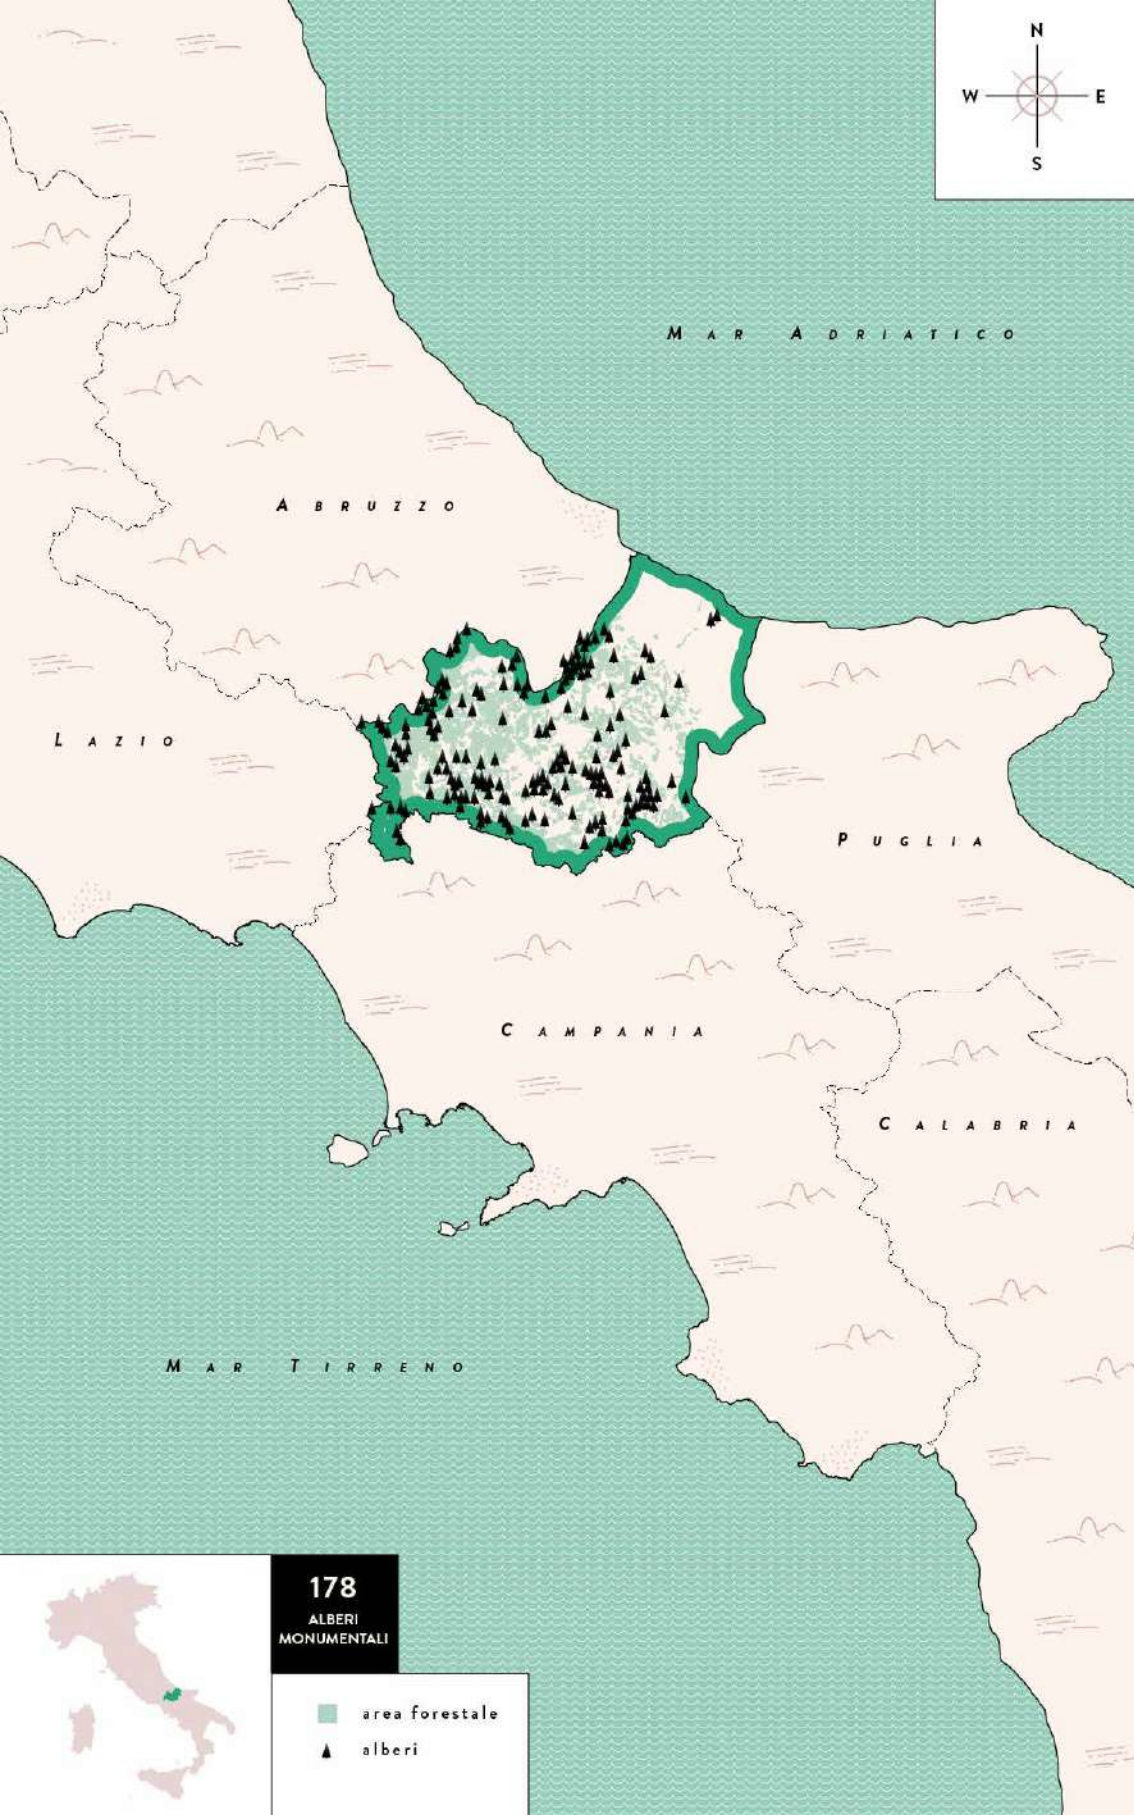 N
W E
S
MAR ADRIATICO
ABRUZZO
LAZIO
PUGLIA
CAMPANIA
CALABRIA
MAR TIRRENO
178
ALBERI
MONUMENTALI
area forestale
alberi